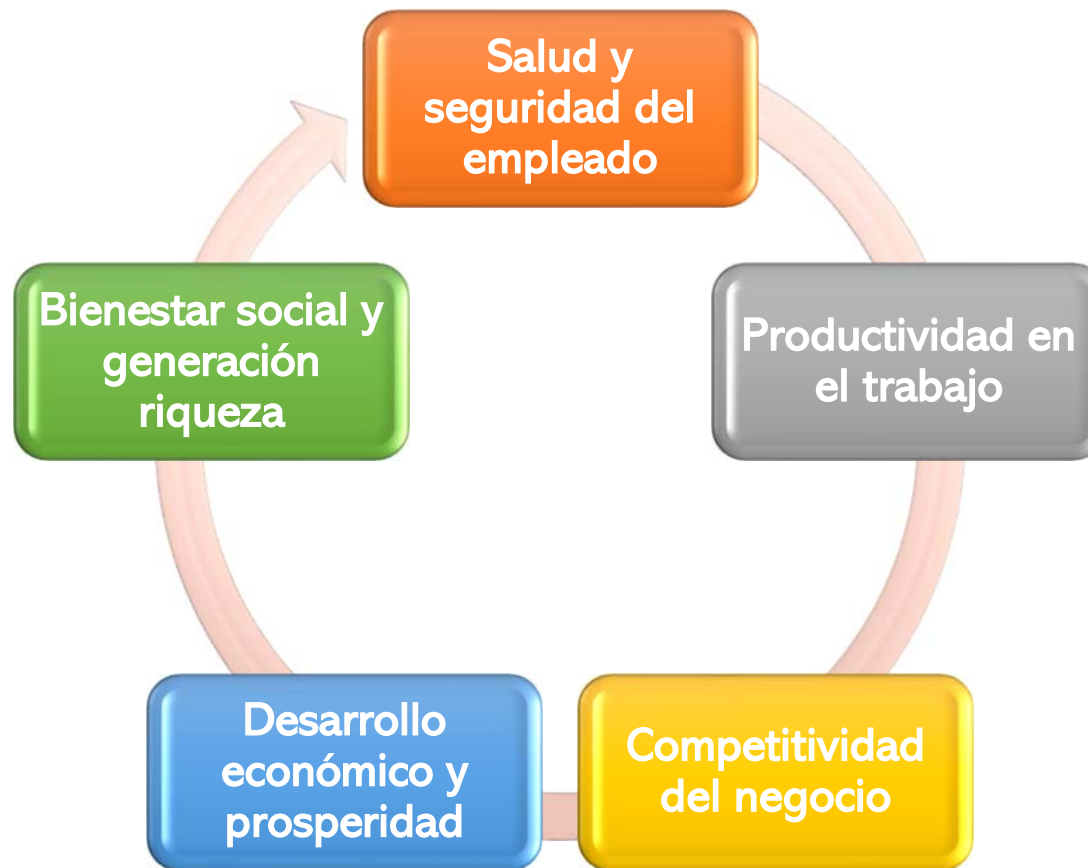 Salud y
seguridad del
empleado
Productividad en
el trabajo
Competitividad
del negocio
Desarrollo
económico y
prosperidad
Bienestar social y
generación
riqueza